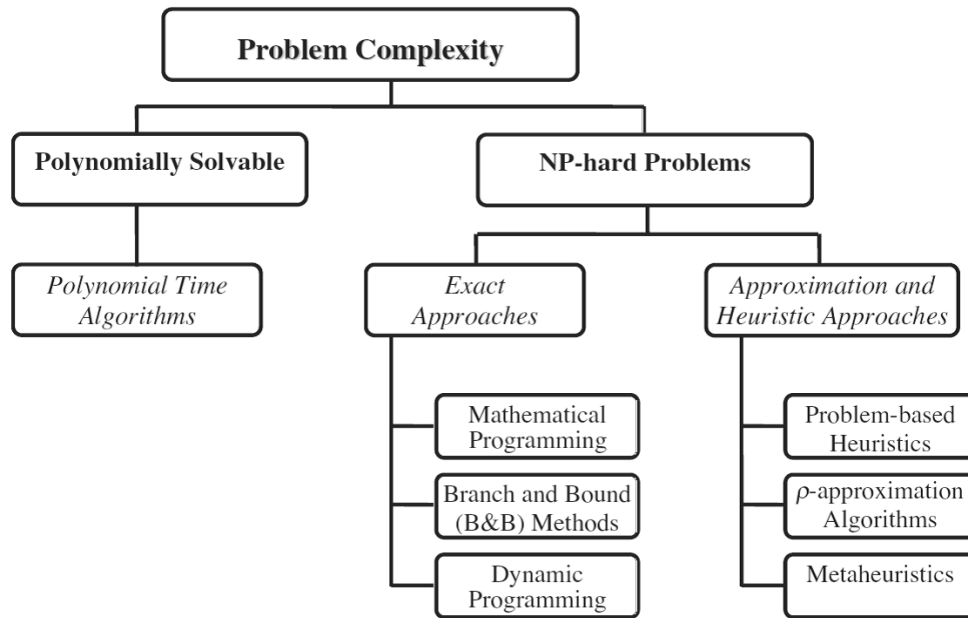 Problem Complexity
Polynomially Solvable
NP-hard Problems
Polynomial Time
Algorithms
Exact
Approaches
Approximation and
Heuristic Approaches
Mathematical
Programming
Branch and Bound
(B&B) Methods
Dynamic
Programming
Problem-based
Heuristics
ρ-approximation
Algorithms
Metaheuristics